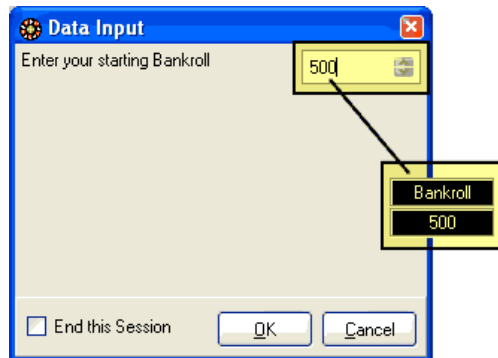 Data Input
Enter your starting Bankroll
500
Bankroll
500
End this Session
OK
Cancel